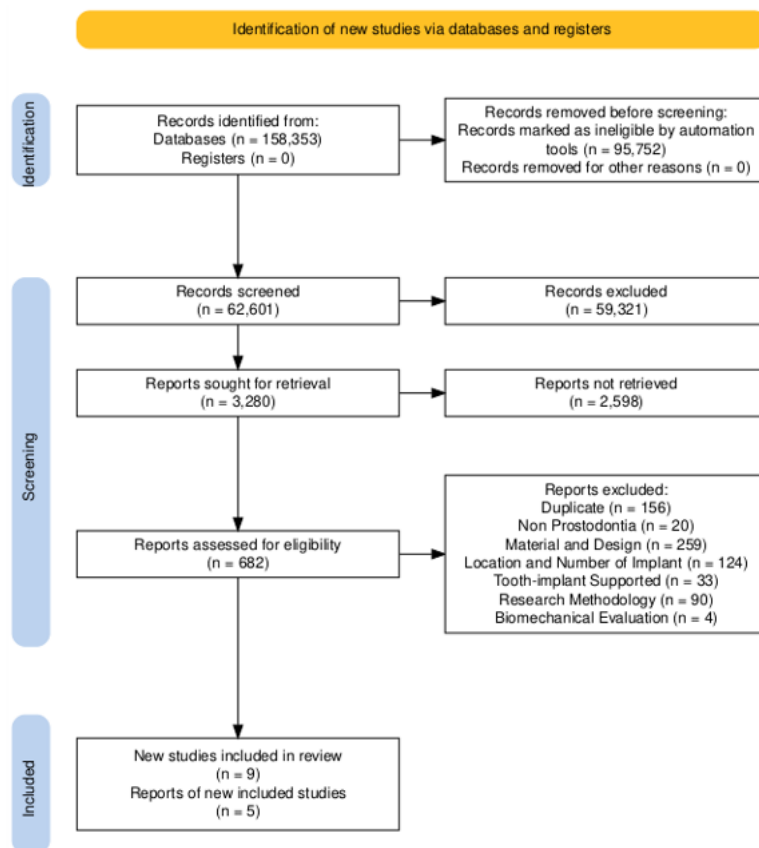 Identification of new studies via databases and registers
Identification
Records identified from:
Databases (n = 158,353)
Registers (n = 0)
Records removed before screening:
Records marked as ineligible by automation
tools (n = 95,752)
Records removed for other reasons (n = 0)
Screening
Records screened
(n = 62,601)
Records excluded
(n = 59,321)
Reports sought for retrieval
(n = 3,280)
Reports not retrieved
(n = 2,598)
Reports assessed for eligibility
(n = 682)
Reports excluded:
Duplicate (n = 156)
Non Prostodontia (n = 20)
Material and Design (n = 259)
Location and Number of Implant (n = 124)
Tooth-implant Supported (n = 33)
Research Methodology (n = 90)
Biomechanical Evaluation (n = 4)
Included
New studies included in review
(n = 9)
Reports of new included studies
(n = 5)